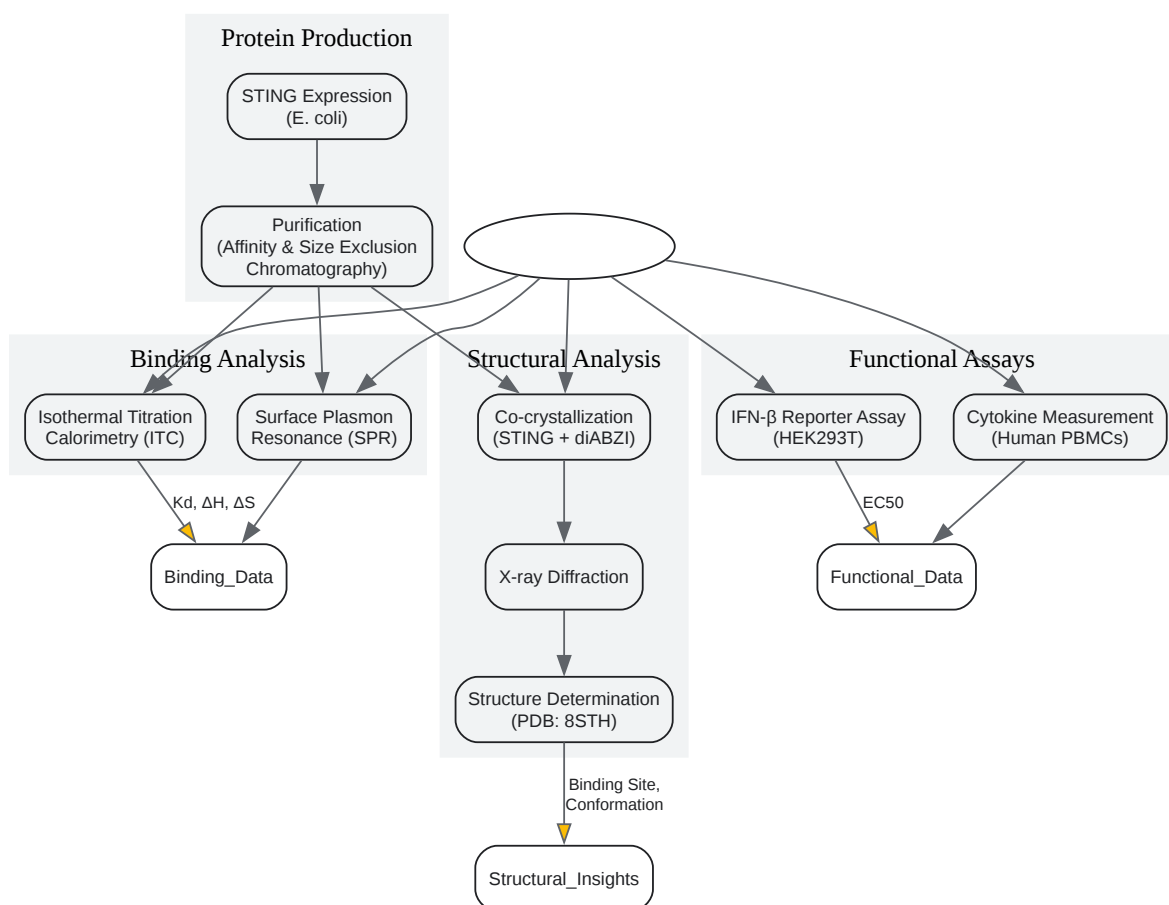 Protein Production
STING Expression
(E. coli)
Purification
(Affinity & Size Exclusion
Chromatography)
Binding Analysis
Structural Analysis
Functional Assays
Isothermal Titration
Calorimetry (ITC)
Surface Plasmon
Resonance (SPR)
Co-crystallization
(STING + diABZI)
IFN-β Reporter Assay
(HEK293T)
Cytokine Measurement
(Human PBMCs)
Kd, ΔH, ΔS
EC50
Binding_Data
X-ray Diffraction
Functional_Data
Structure Determination
(PDB: 8STH)
Binding Site,
Conformation
Structural_Insights